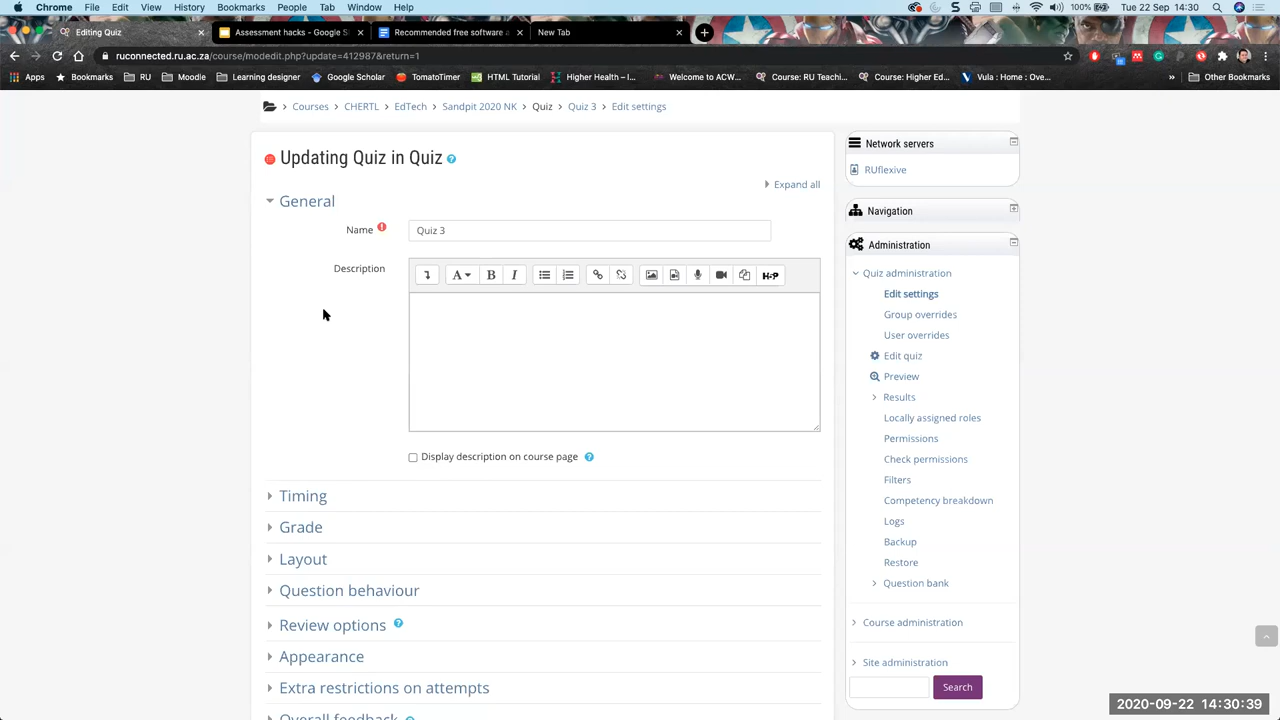 Chrome File Edit View History Bookmarks People Tab Window Help 100% Tue 22 Sep 14:30
Editing Quiz Assessment hacks - Google S Recommended free software a New Tab
ruconnected.ru.ac.za/course/modedit.php?update=412987&return=1
Apps Bookmarks RU Moodle Learning designer Google Scholar TomatoTimer HTML Tutorial Higher Health – I... Welcome to ACW... Course: RU Teachi... Course: Higher Ed... Vula : Home : Ove... » Other Bookmarks
Courses CHERTL EdTech Sandpit 2020 NK Quiz Quiz 3 Edit settings
Updating Quiz in Quiz
Expand all
General
Name Quiz 3
Description
A B I H-P
Display description on course page
Timing
Grade
Layout
Question behaviour
Review options
Appearance
Extra restrictions on attempts
Overall feedback
Network servers
RUflexive
Navigation
Administration
Quiz administration
Edit settings
Group overrides
User overrides
Edit quiz
Preview
Results
Locally assigned roles
Permissions
Check permissions
Filters
Competency breakdown
Logs
Backup
Restore
Question bank
Course administration
Site administration
Search
2020-09-22 14:30:39